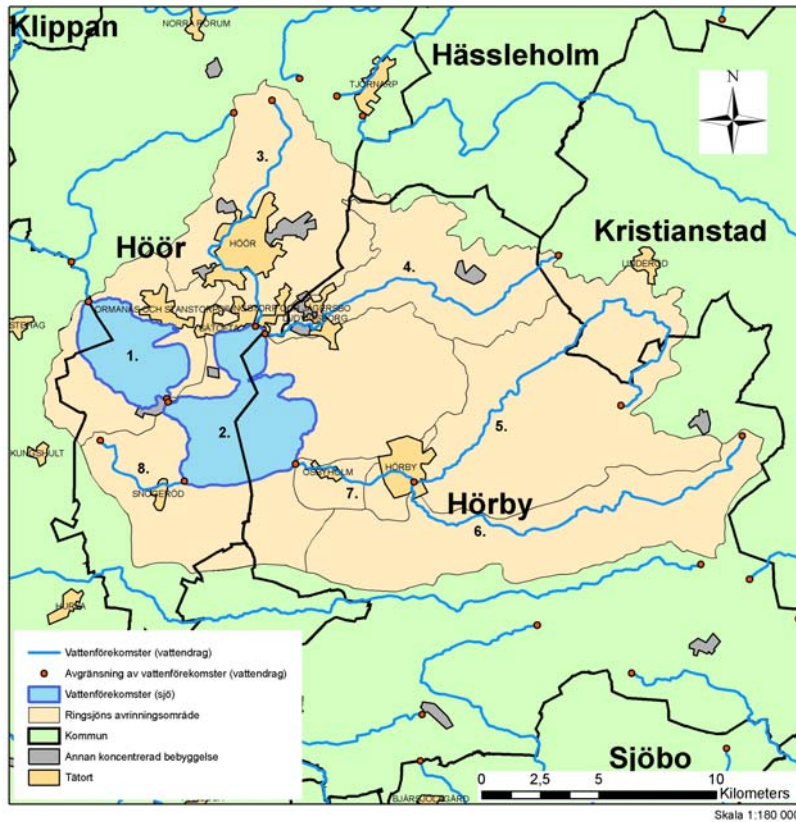 Klippan
NORRA RÖRUM
Hässleholm
TJÖRNARP
N
3.
Höör
HÖÖR
Kristianstad
LINDERÖD
4.
1.
2.
5.
8.
SNOGERÖD
OSBYHOLM
HÖRBY
7.
Hörby
6.
Vattenförekomster (vattendrag)
Avgränsning av vattenförekomster (vattendrag)
Vattenförekomster (sjö)
Ringsjöns avrinningsområde
Kommun
Annan koncentrerad bebyggelse
Tätort
Sjöbo
0 2,5 5 10
Kilometers
Skala 1:180 000